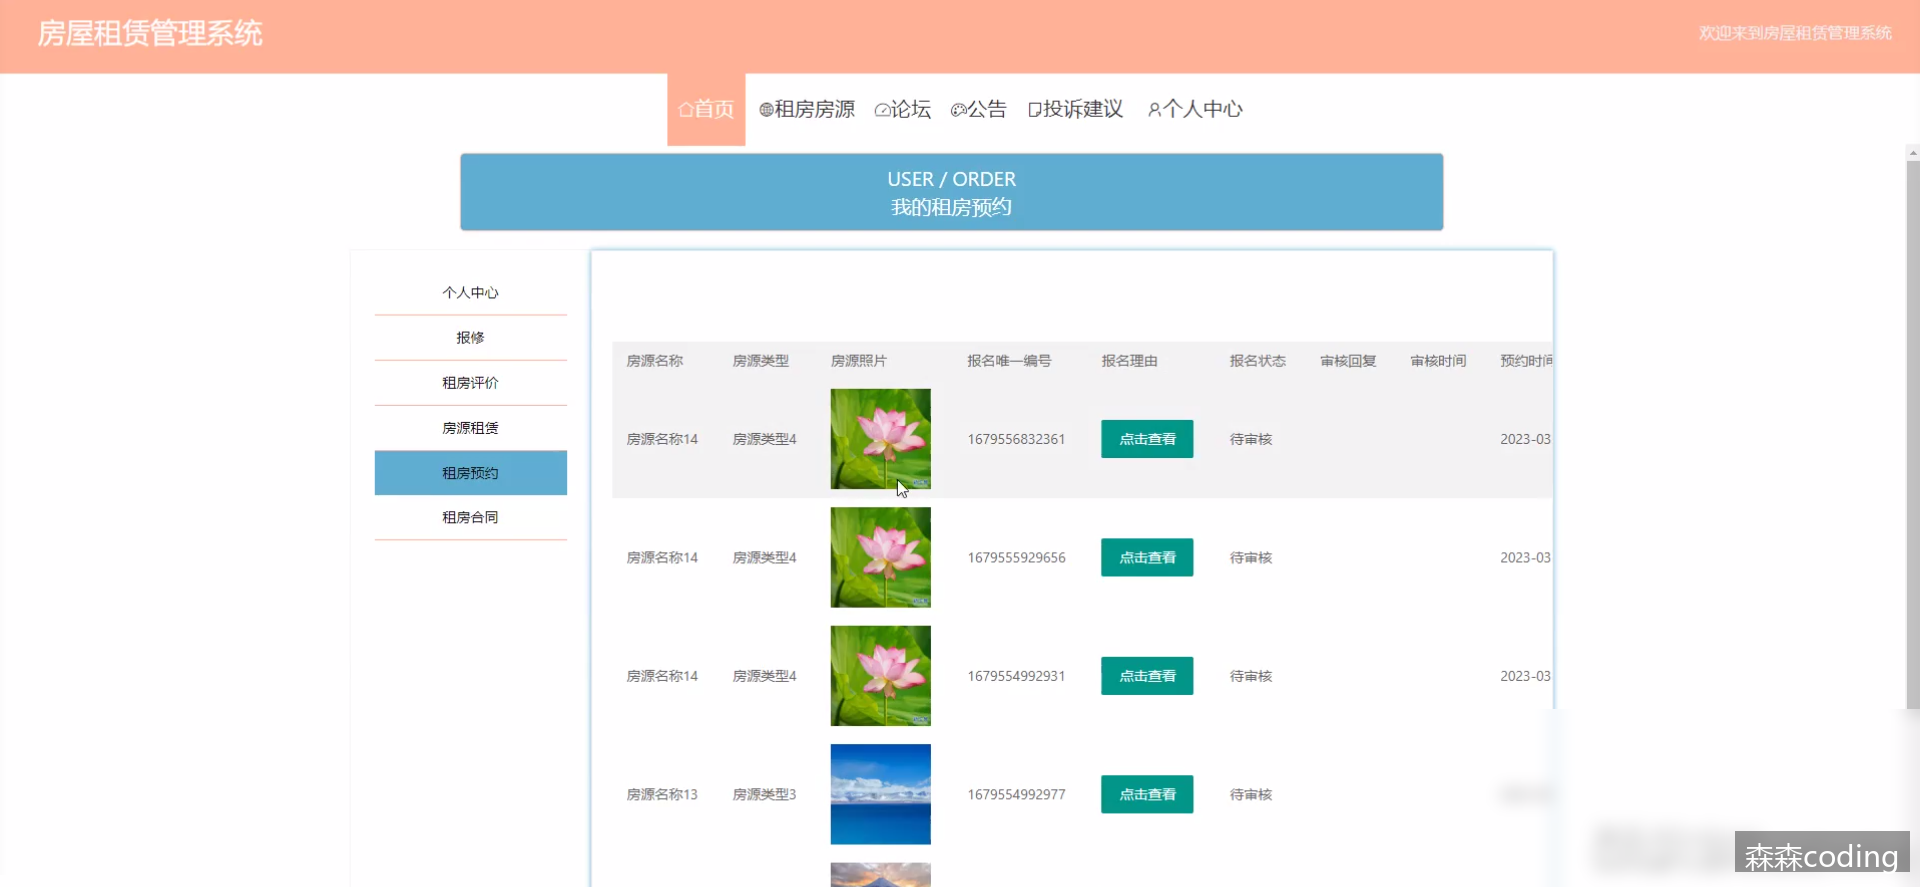 房屋租赁管理系统
欢迎来到房屋租赁管理系统
首页 租房房源 论坛 公告 投诉建议 个人中心
USER / ORDER
我的租房预约
个人中心
报修
租房评价
房源租赁
租房预约
租房合同
房源名称 房源类型 房源照片 报名唯一编号 报名理由 报名状态 审核回复 审核时间 预约时间
房源名称14 房源类型4 1679556832361 点击查看 待审核 2023-03
房源名称14 房源类型4 1679555929656 点击查看 待审核 2023-03
房源名称14 房源类型4 1679554992931 点击查看 待审核 2023-03
房源名称13 房源类型3 1679554992977 点击查看 待审核
森森coding